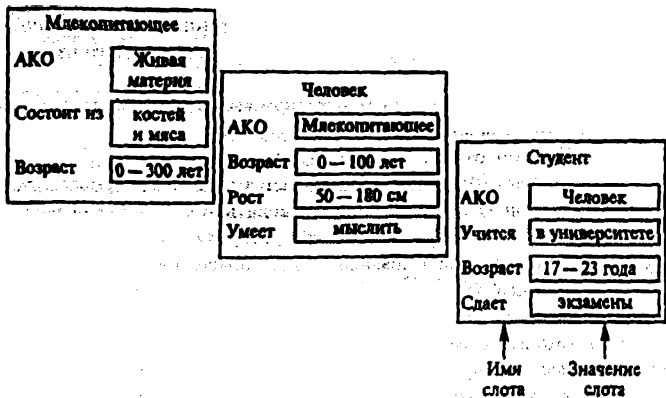 Млекопитающее
АКО
Живая
материя
Состоит из
костей
и мяса
Возраст
0 — 300 лет
Человек
АКО
Млекопитающее
Возраст
0 — 100 лет
Рост
50 — 180 см
Умеет
мыслить
Студент
АКО
Человек
Учится
в университете
Возраст
17 — 23 года
Сдает
экзамены
Имя
слота
Значение
слота